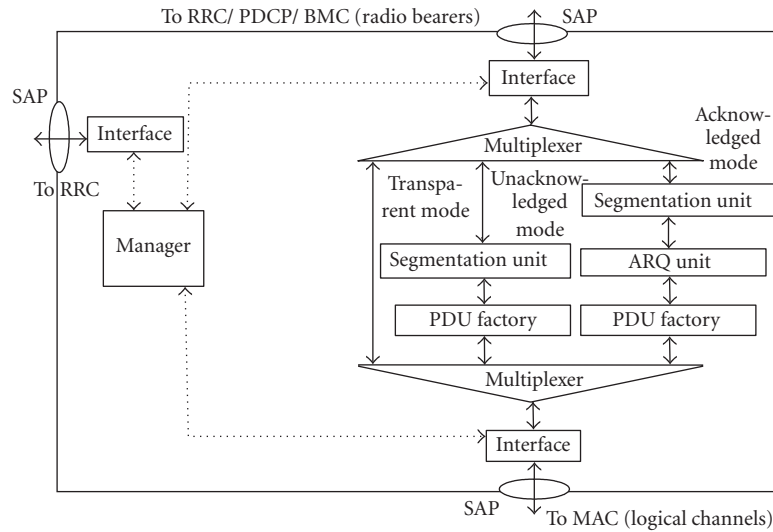 To RRC/ PDCP/ BMC (radio bearers)
SAP
Interface
SAP
Interface
To RRC
Manager
Multiplexer
Acknow-
ledged
mode
Transpa-
rent mode
Unacknow-
ledged
mode
Segmentation unit
Segmentation unit
ARQ unit
PDU factory
PDU factory
Multiplexer
Interface
SAP
To MAC (logical channels)